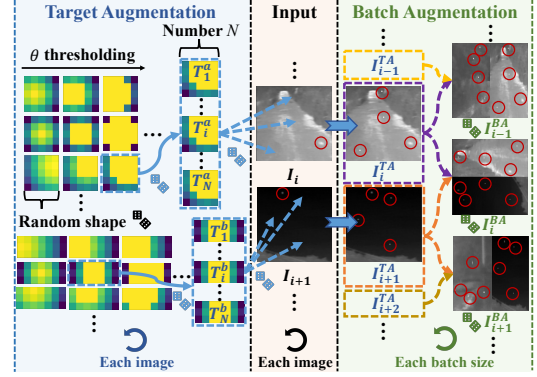 Target Augmentation
Input
Batch Augmentation
θ thresholding
Number N
T_1^a
T_i^a
T_N^a
Random shape
T_1^b
T_i^b
T_N^b
Each image
I_i
I_{i+1}
Each image
I_{i-1}^{TA}
I_i^{TA}
I_{i+1}^{TA}
I_{i+2}^{TA}
I_{i-1}^{BA}
I_i^{BA}
I_{i+1}^{BA}
Each batch size